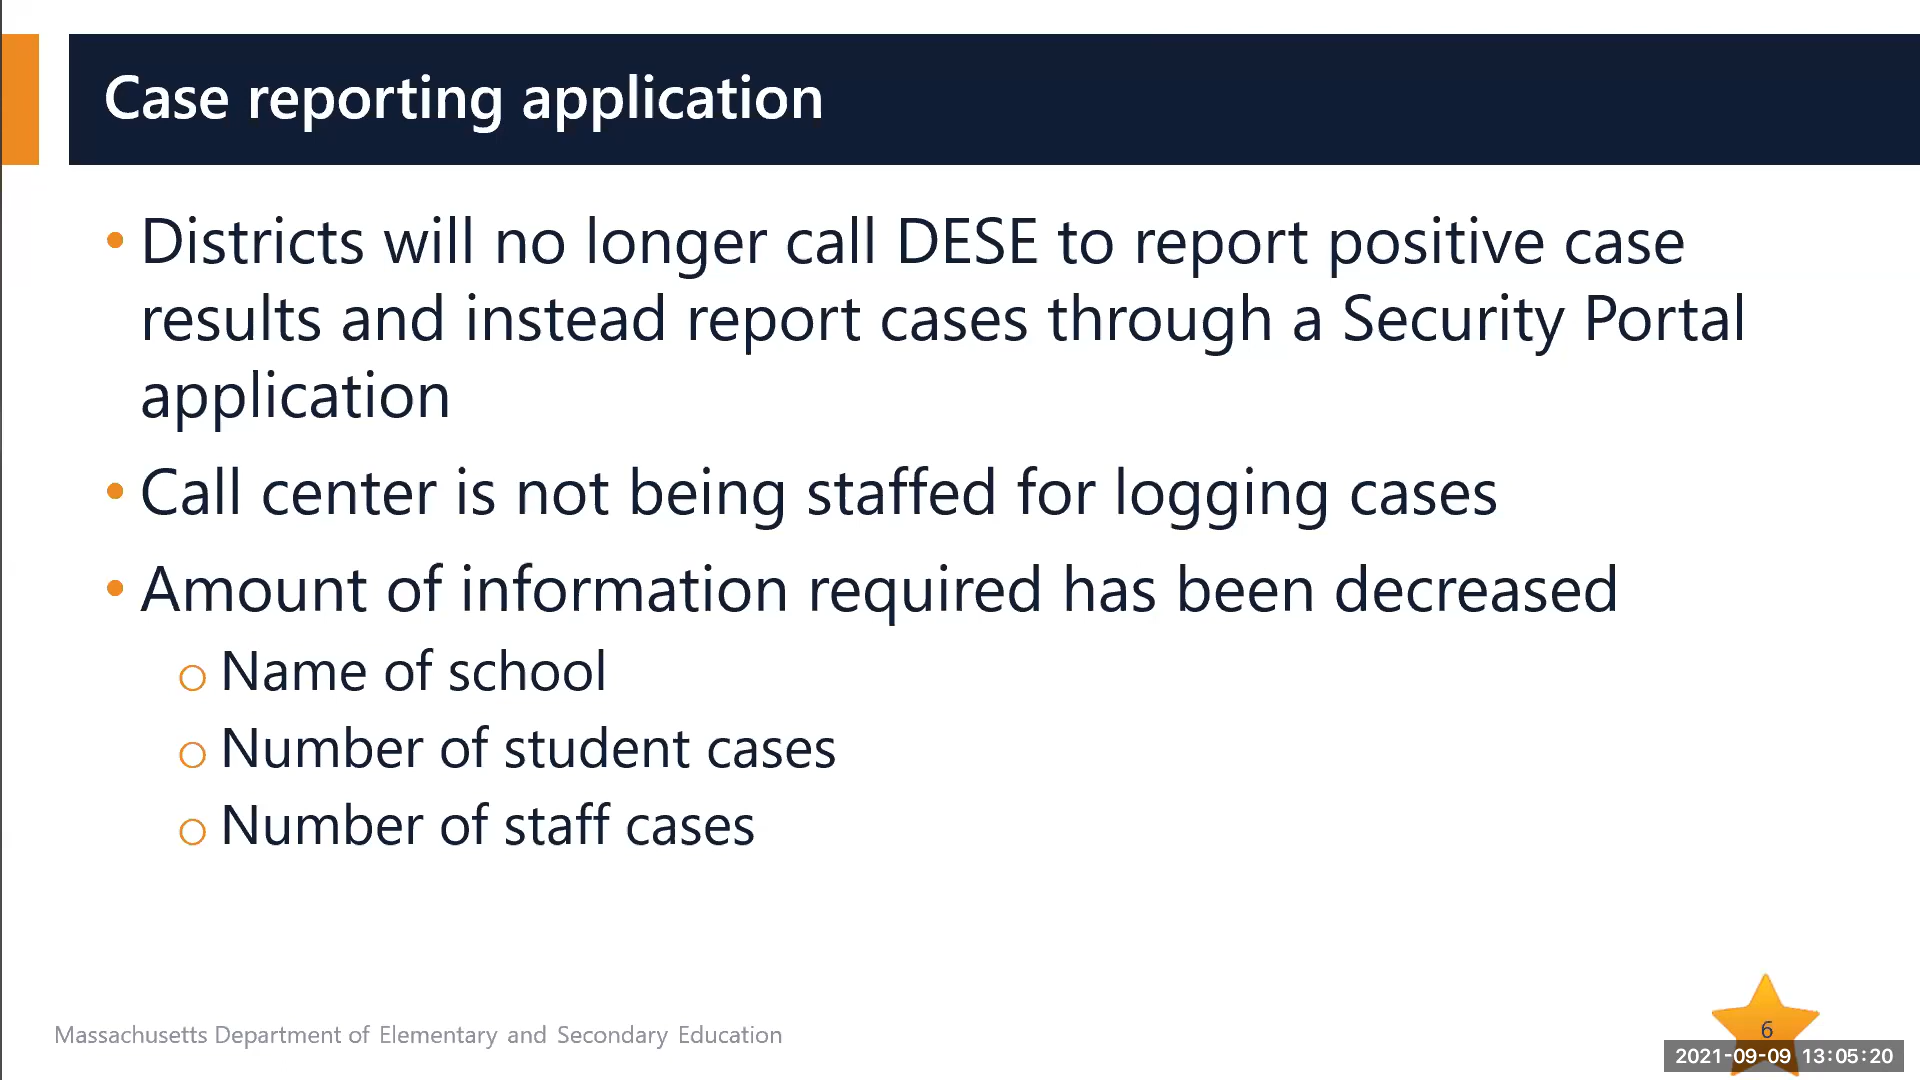 Case reporting application
• Districts will no longer call DESE to report positive case
results and instead report cases through a Security Portal
application
• Call center is not being staffed for logging cases
• Amount of information required has been decreased
o Name of school
o Number of student cases
o Number of staff cases
Massachusetts Department of Elementary and Secondary Education
6
2021-09-09 13:05:20